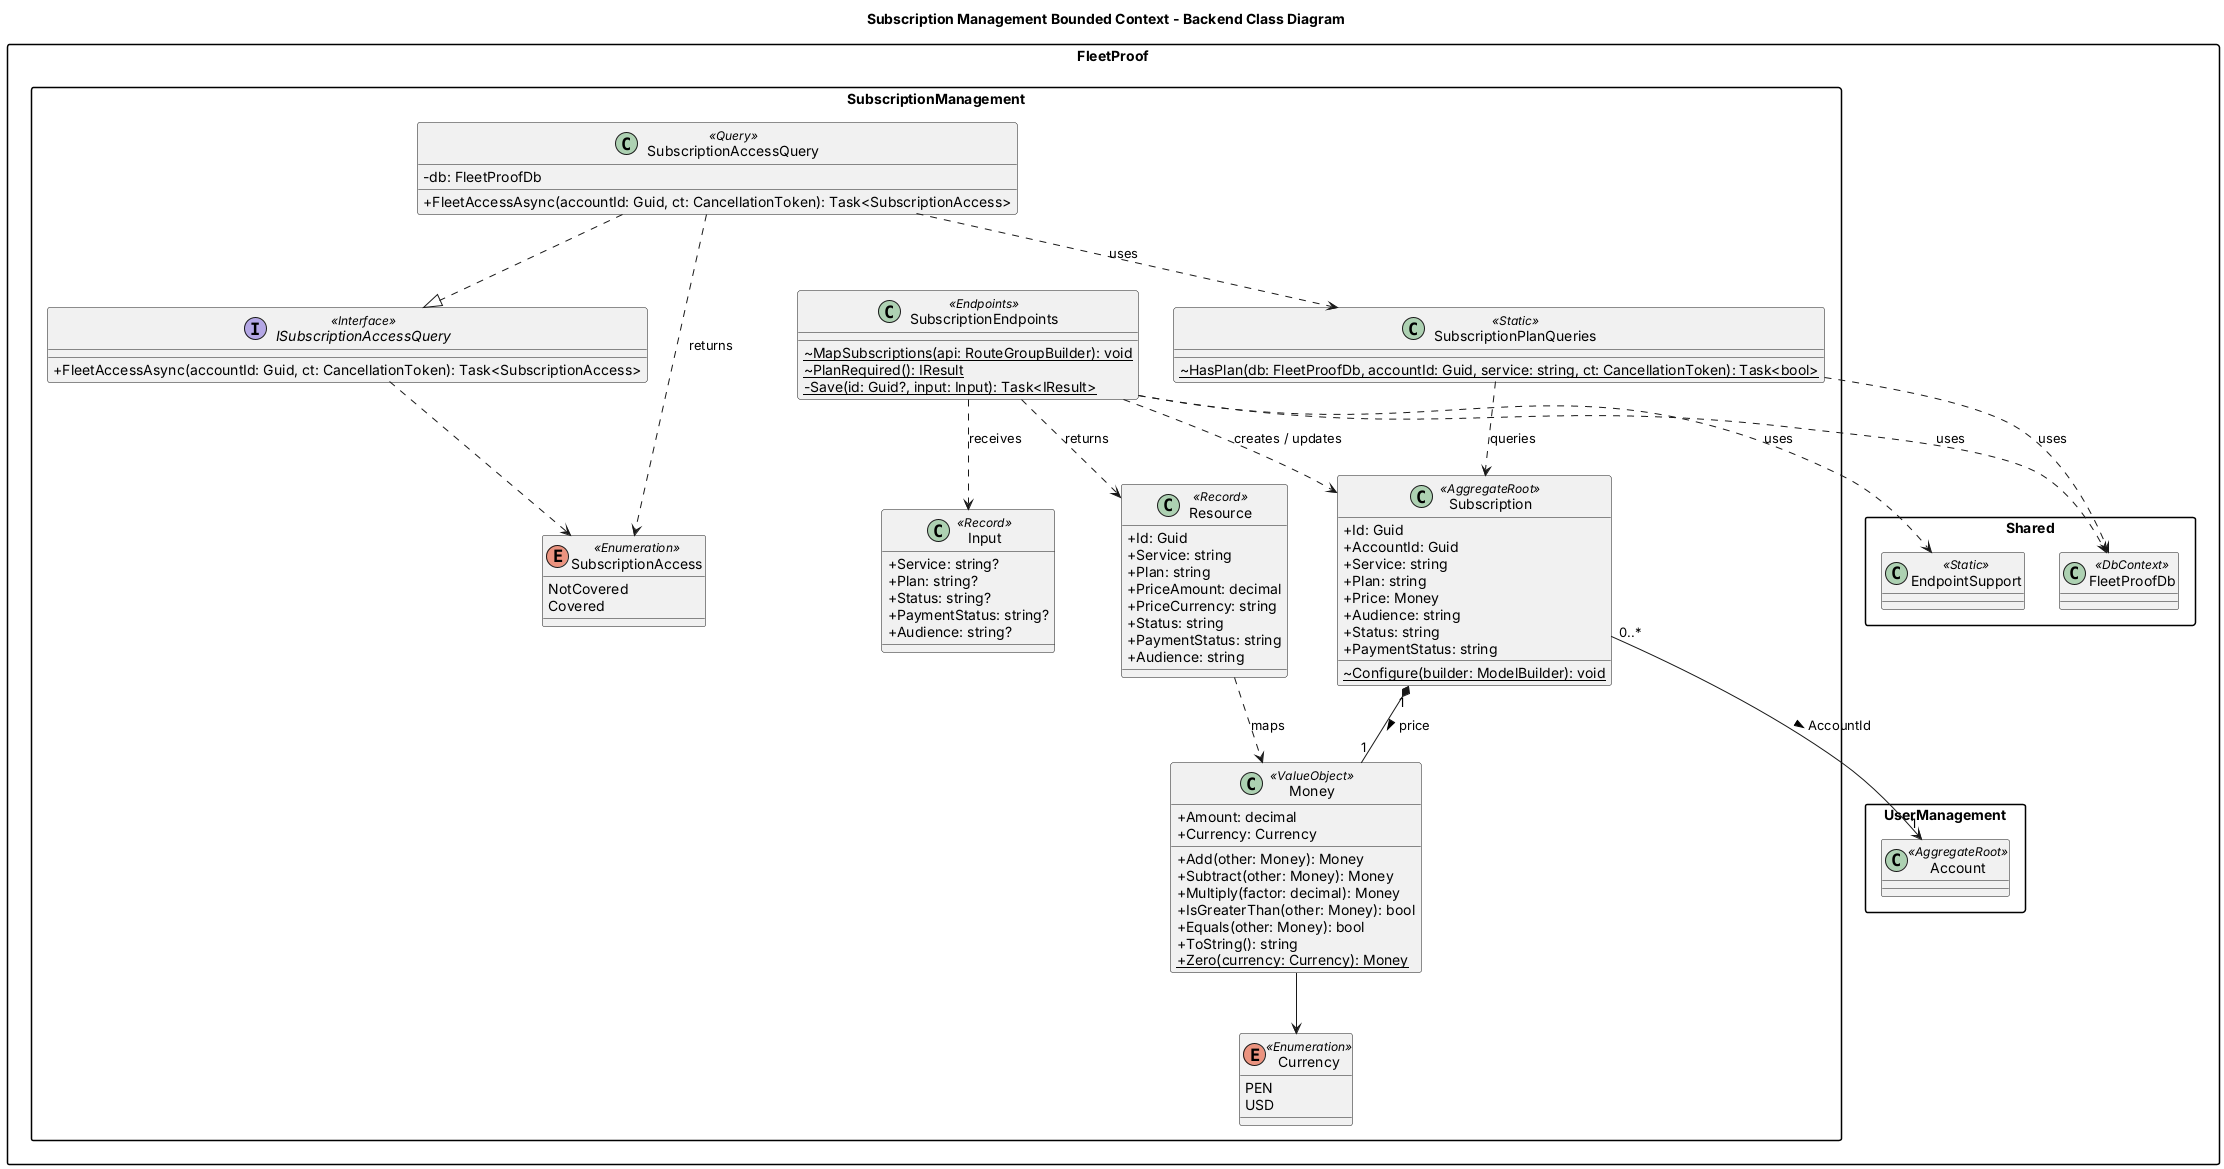 Subscription Management Bounded Context - Backend Class Diagram
FleetProof
SubscriptionManagement
C
«Query»
SubscriptionAccessQuery
-db: FleetProofDb
+FleetAccessAsync(accountId: Guid, ct: CancellationToken): Task<SubscriptionAccess>
uses
returns
I
«Interface»
ISubscriptionAccessQuery
+FleetAccessAsync(accountId: Guid, ct: CancellationToken): Task<SubscriptionAccess>
C
«Endpoints»
SubscriptionEndpoints
~MapSubscriptions(api: RouteGroupBuilder): void
~PlanRequired(): IResult
-Save(id: Guid?, input: Input): Task<IResult>
C
«Static»
SubscriptionPlanQueries
~HasPlan(db: FleetProofDb, accountId: Guid, service: string, ct: CancellationToken): Task<bool>
receives
returns
creates / updates
queries
uses
uses
uses
E
«Enumeration»
SubscriptionAccess
NotCovered
Covered
C
«Record»
Input
+Service: string?
+Plan: string?
+Status: string?
+PaymentStatus: string?
+Audience: string?
C
«Record»
Resource
+Id: Guid
+Service: string
+Plan: string
+PriceAmount: decimal
+PriceCurrency: string
+Status: string
+PaymentStatus: string
+Audience: string
C
«AggregateRoot»
Subscription
+Id: Guid
+AccountId: Guid
+Service: string
+Plan: string
+Price: Money
+Audience: string
+Status: string
+PaymentStatus: string
~Configure(builder: ModelBuilder): void
Shared
C
«Static»
EndpointSupport
C
«DbContext»
FleetProofDb
0..*
1
maps
price
AccountId
1
C
«ValueObject»
Money
+Amount: decimal
+Currency: Currency
+Add(other: Money): Money
+Subtract(other: Money): Money
+Multiply(factor: decimal): Money
+IsGreaterThan(other: Money): bool
+Equals(other: Money): bool
+ToString(): string
+Zero(currency: Currency): Money
UserManagement
1
C
«AggregateRoot»
Account
E
«Enumeration»
Currency
PEN
USD